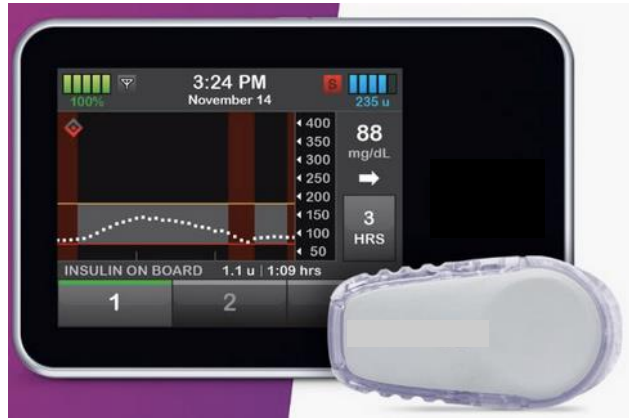 3:24 PM
S
100%
November 14
235 u
400
350
300
250
200
150
100
50
88
mg/dL
3
HRS
INSULIN ON BOARD 1.1 u | 1:09 hrs
1
2